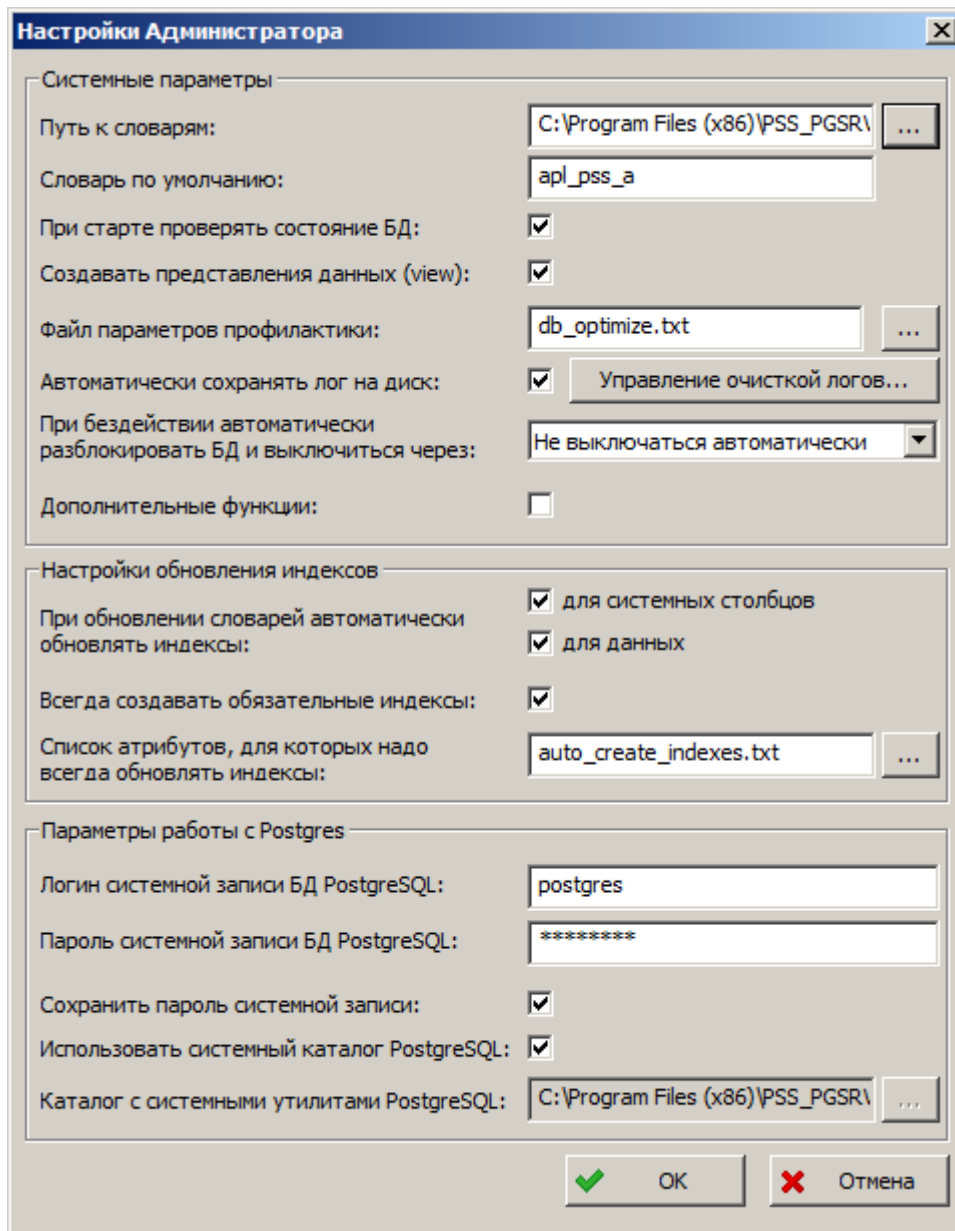 Настройки Администратора
Системные параметры
Путь к словарям:
C:\Program Files (x86)\PSS_PGSR\
...
Словарь по умолчанию:
apl_pss_a
При старте проверять состояние БД:
Создавать представления данных (view):
Файл параметров профилактики:
db_optimize.txt
...
Автоматически сохранять лог на диск:
Управление очисткой логов...
При бездействии автоматически
разблокировать БД и выключиться через:
Не выключаться автоматически
Дополнительные функции:
Настройки обновления индексов
При обновлении словарей автоматически
обновлять индексы:
для системных столбцов
для данных
Всегда создавать обязательные индексы:
Список атрибутов, для которых надо
всегда обновлять индексы:
auto_create_indexes.txt
...
Параметры работы с Postgres
Логин системной записи БД PostgreSQL:
postgres
Пароль системной записи БД PostgreSQL:
********
Сохранить пароль системной записи:
Использовать системный каталог PostgreSQL:
Каталог с системными утилитами PostgreSQL:
C:\Program Files (x86)\PSS_PGSR\
...
OK
Отмена